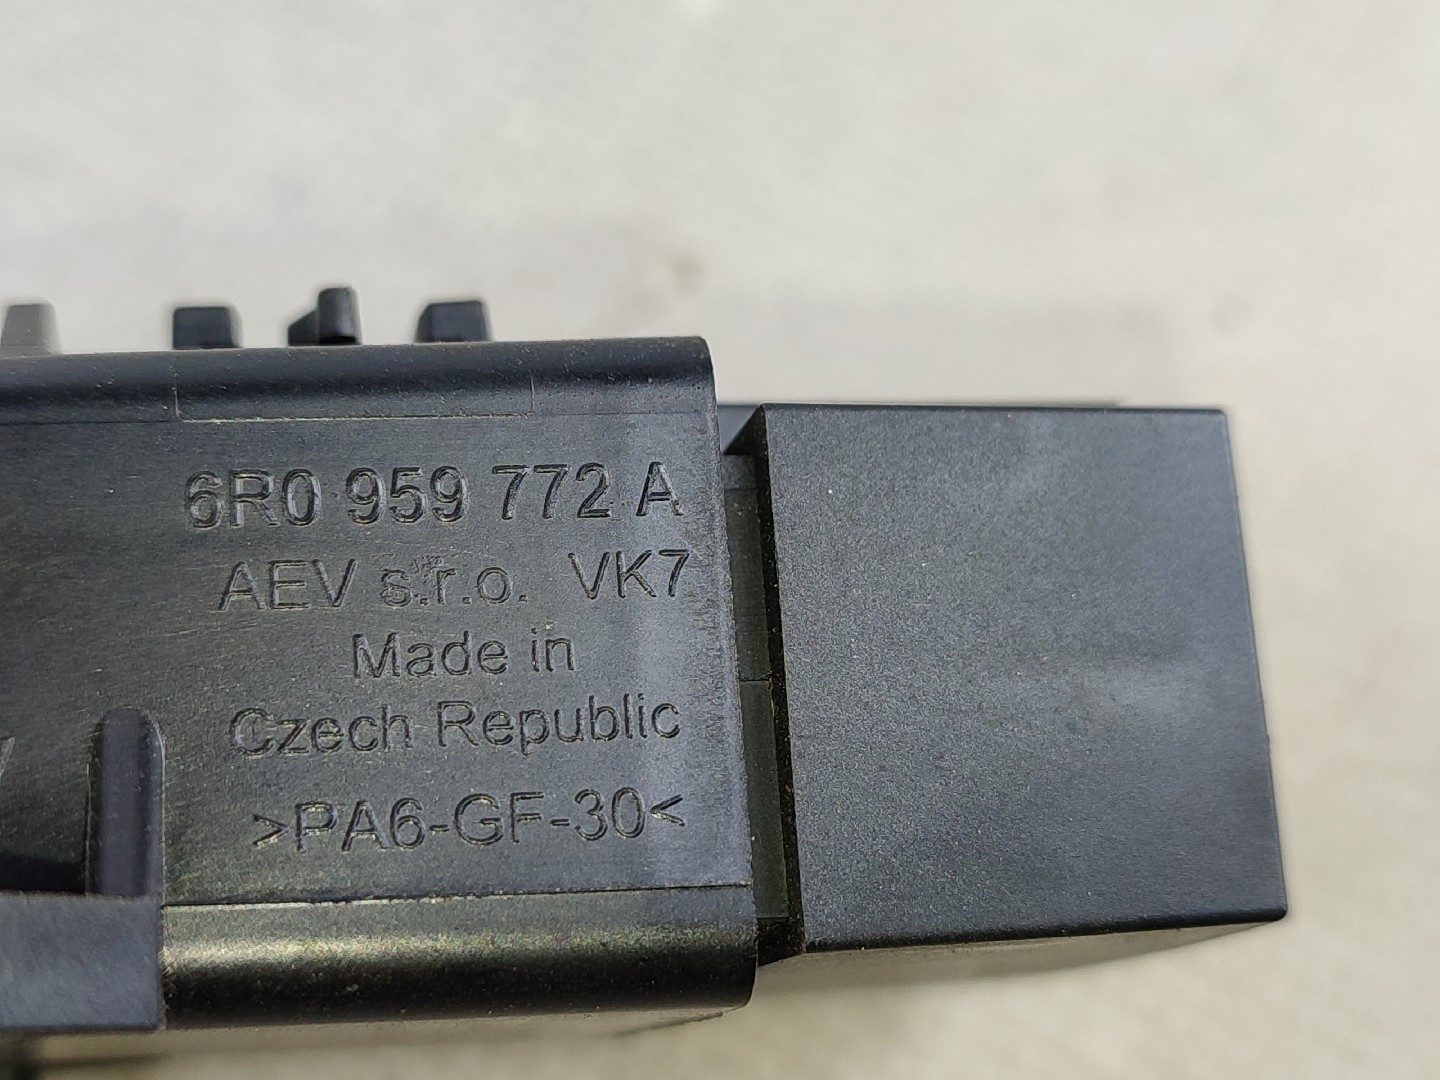 6R0 959 772 A
AEV s.r.o. VK7
Made in
Czech Republic
>PA6-GF-30<